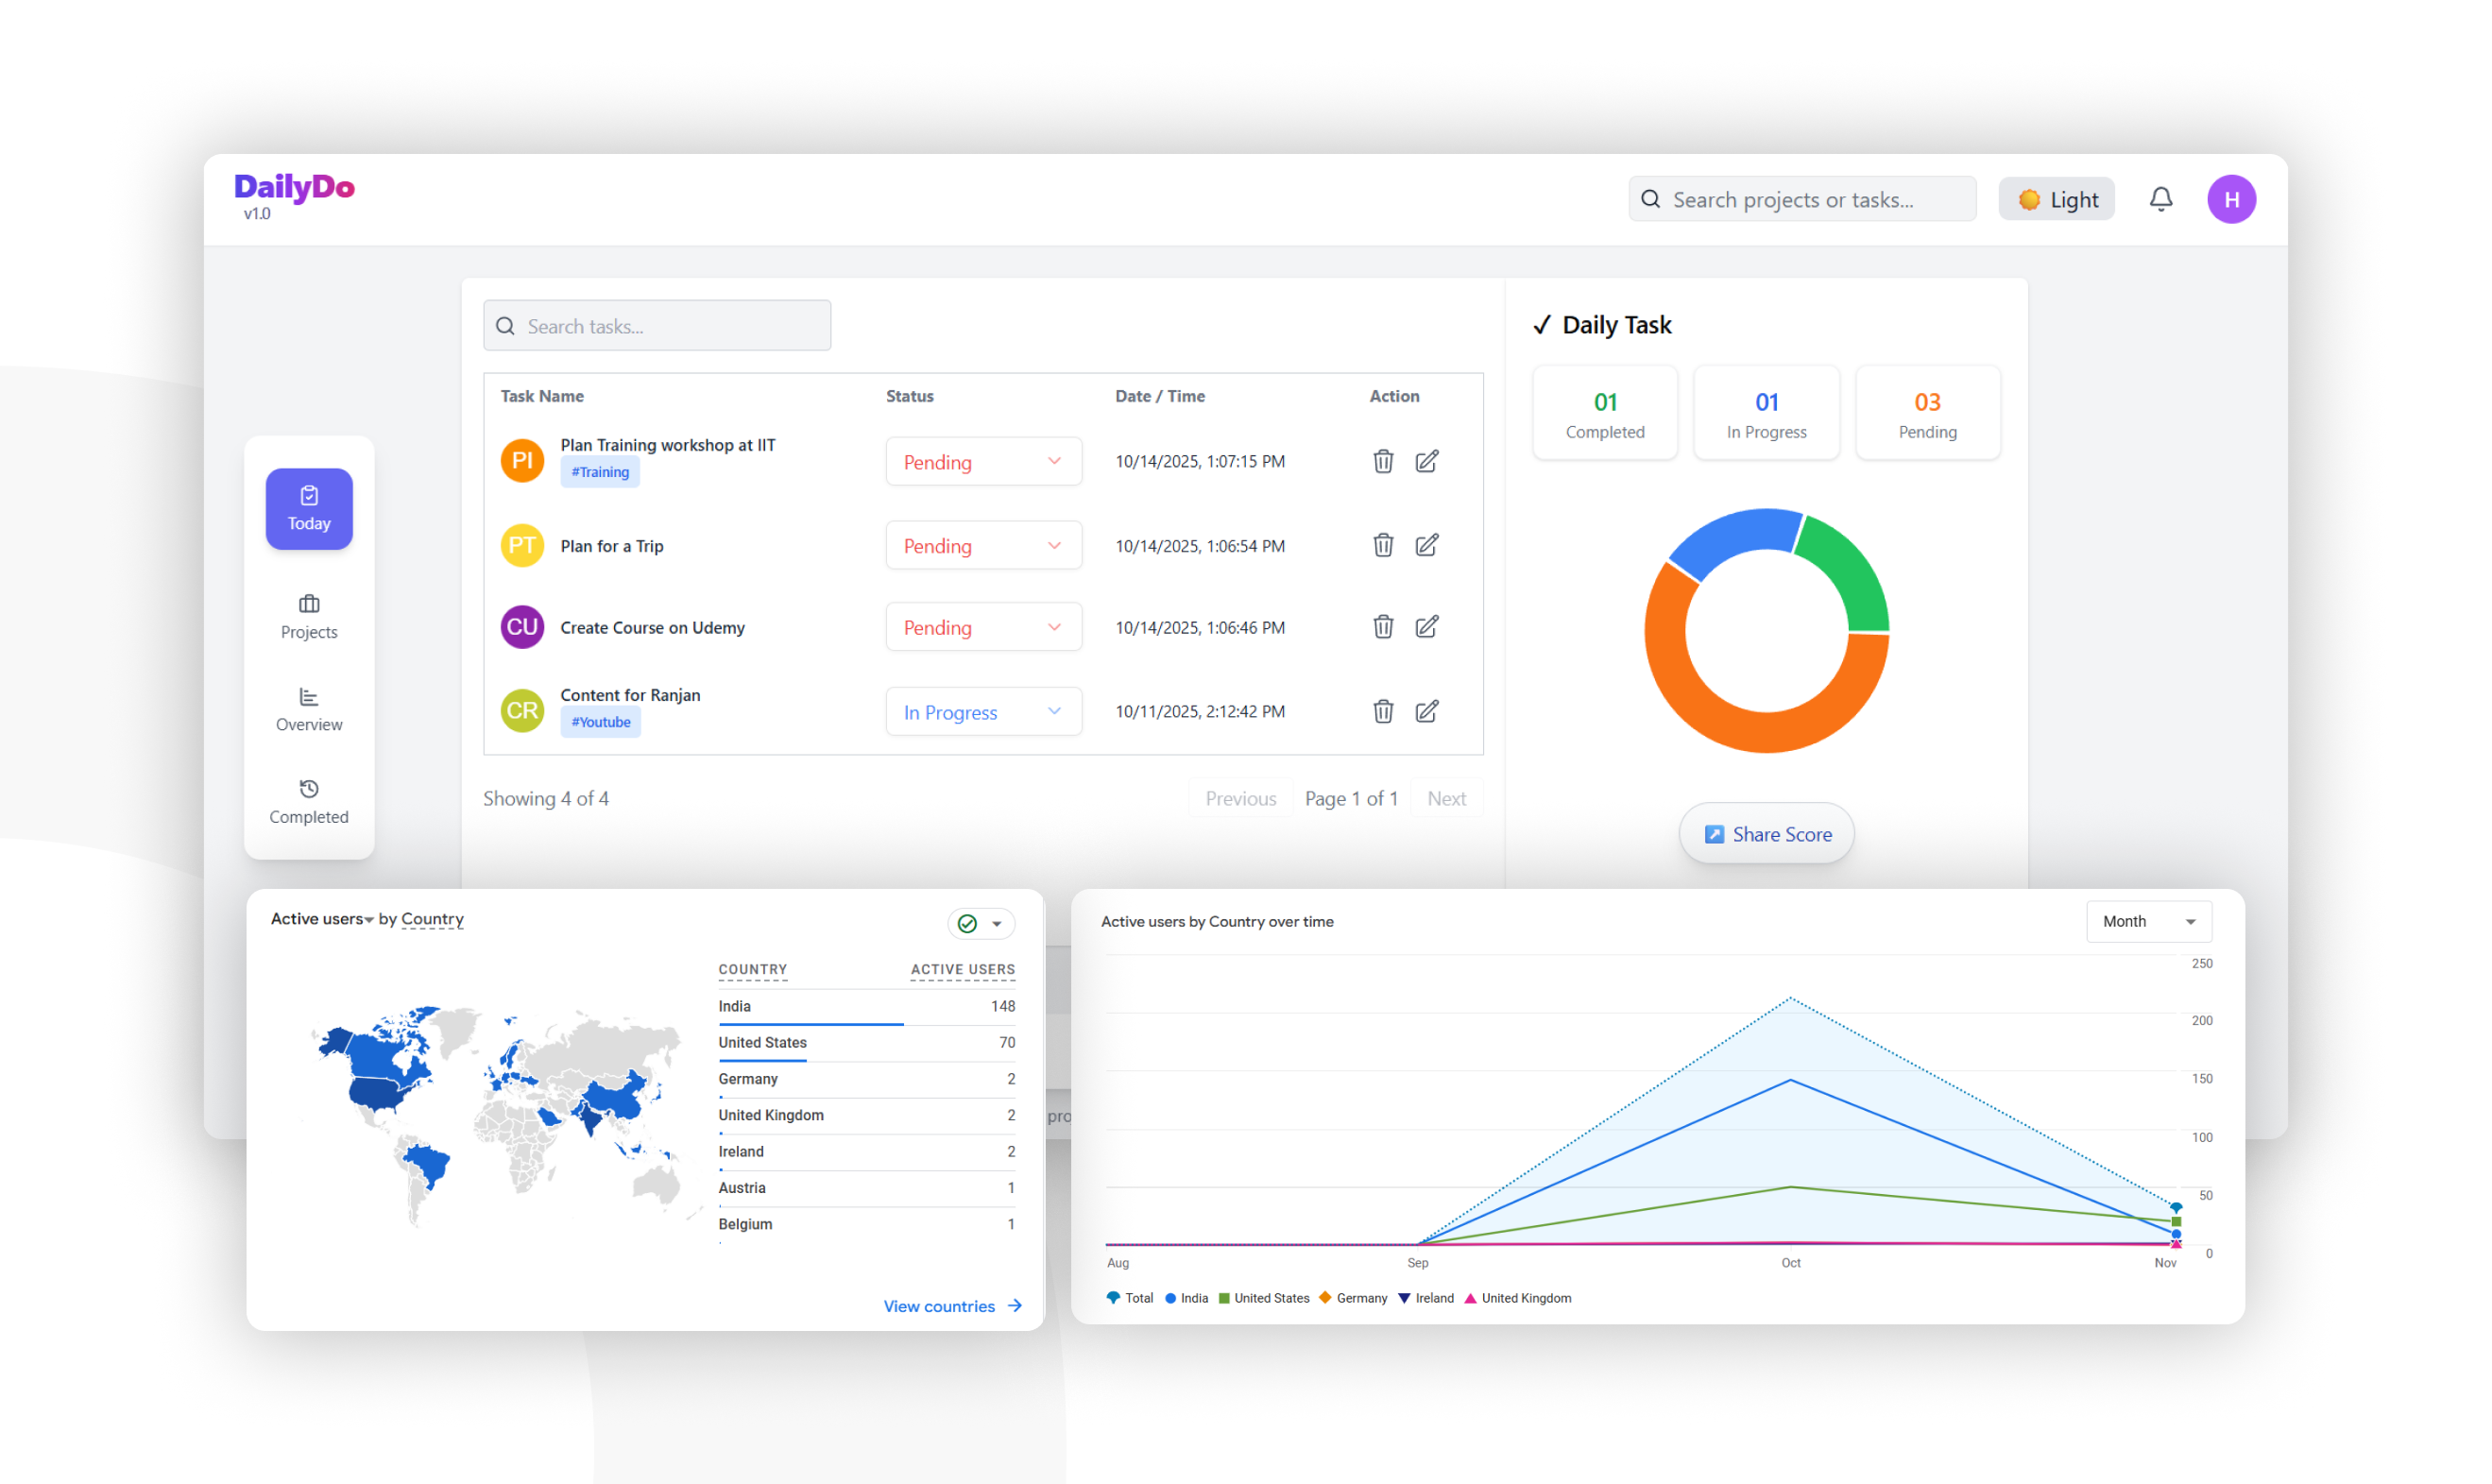 DailyDo
v1.0
Search projects or tasks...
Light
H
Today
Projects
Overview
Completed
Search tasks...
Task Name Status Date / Time Action
PI Plan Training workshop at IIT Pending 10/14/2025, 1:07:15 PM
#Training
PT Plan for a Trip Pending 10/14/2025, 1:06:54 PM
CU Create Course on Udemy Pending 10/14/2025, 1:06:46 PM
CR Content for Ranjan In Progress 10/11/2025, 2:12:42 PM
#Youtube
Showing 4 of 4 Previous Page 1 of 1 Next
✓ Daily Task
01 01 03
Completed In Progress Pending
Share Score
Active users by Country
COUNTRY ACTIVE USERS
India 148
United States 70
Germany 2
United Kingdom 2
Ireland 2
Austria 1
Belgium 1
View countries
pro
Active users by Country over time
Month
250
200
150
100
50
0
Aug Sep Oct Nov
Total India United States Germany Ireland United Kingdom